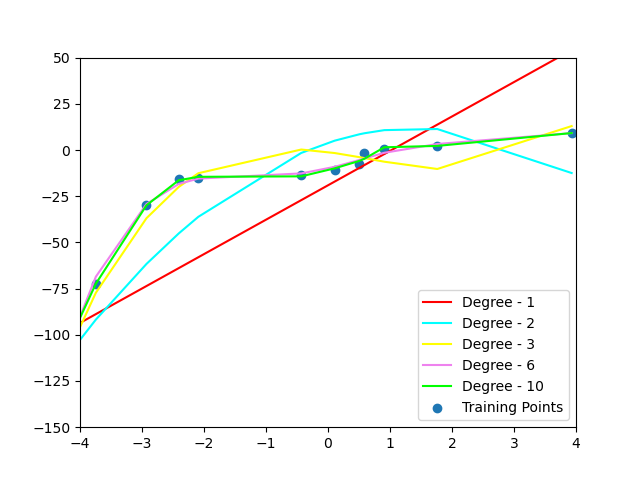 50
25
0
−25
−50
−75
−100
−125
−150
−4 −3 −2 −1 0 1 2 3 4
Degree - 1
Degree - 2
Degree - 3
Degree - 6
Degree - 10
Training Points